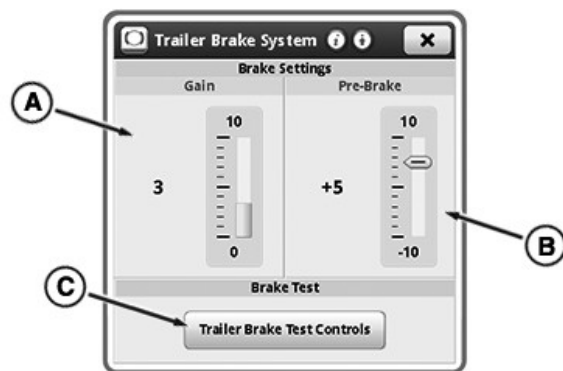 Trailer Brake System
Brake Settings
Gain
Pre-Brake
A
10
10
3
+5
0
-10
B
Brake Test
C
Trailer Brake Test Controls